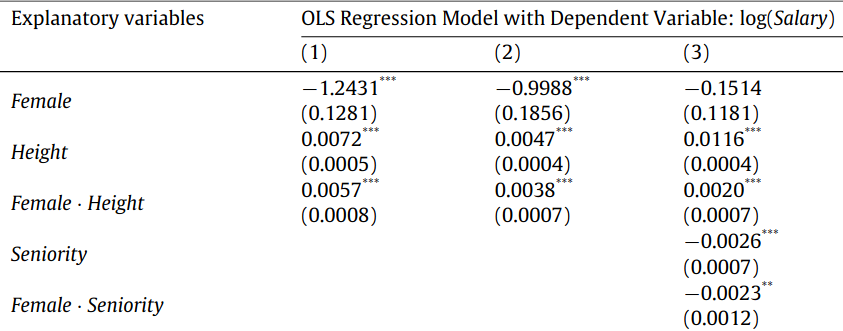 Explanatory variables OLS Regression Model with Dependent Variable: log(Salary)
(1) (2) (3)
Female −1.2431*** −0.9988*** −0.1514
(0.1281) (0.1856) (0.1181)
Height 0.0072*** 0.0047*** 0.0116***
(0.0005) (0.0004) (0.0004)
Female · Height 0.0057*** 0.0038*** 0.0020***
(0.0008) (0.0007) (0.0007)
Seniority −0.0026***
(0.0007)
Female · Seniority −0.0023**
(0.0012)